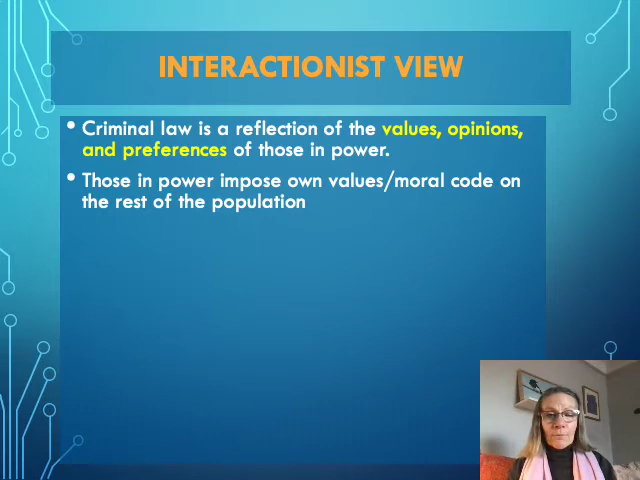 INTERACTIONIST VIEW
• Criminal law is a reflection of the values, opinions,
and preferences of those in power.
• Those in power impose own values/moral code on
the rest of the population